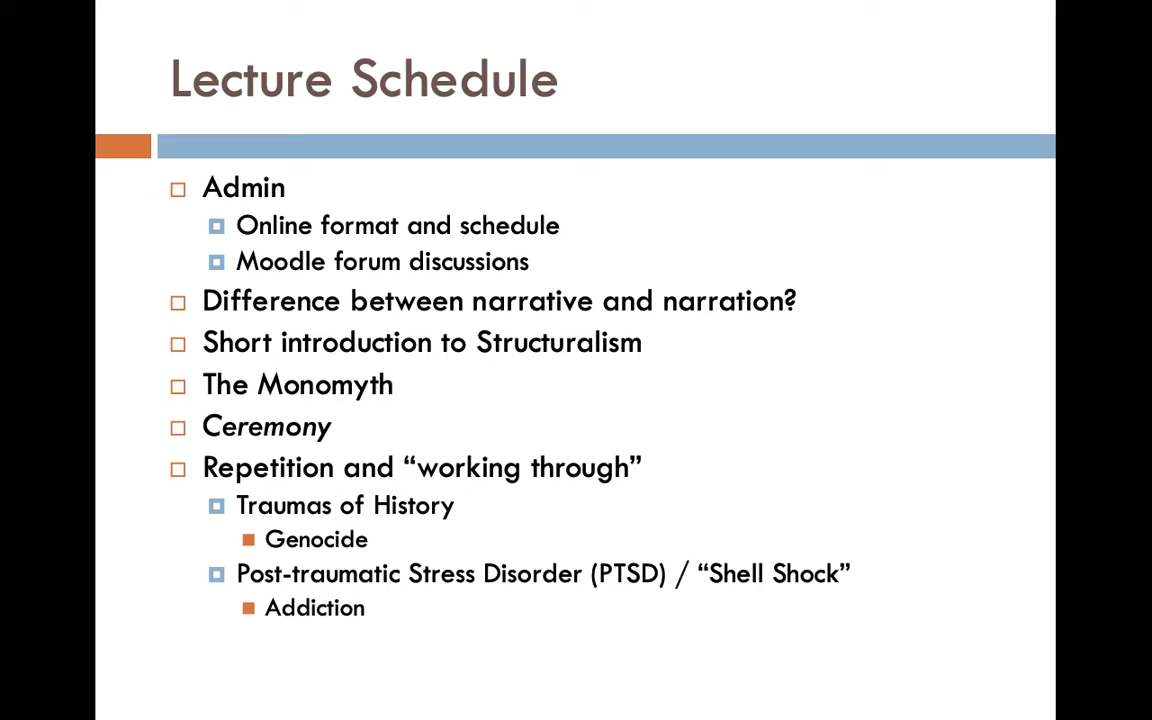 Lecture Schedule
Admin
Online format and schedule
Moodle forum discussions
Difference between narrative and narration?
Short introduction to Structuralism
The Monomyth
Ceremony
Repetition and “working through”
Traumas of History
Genocide
Post-traumatic Stress Disorder (PTSD) / “Shell Shock”
Addiction